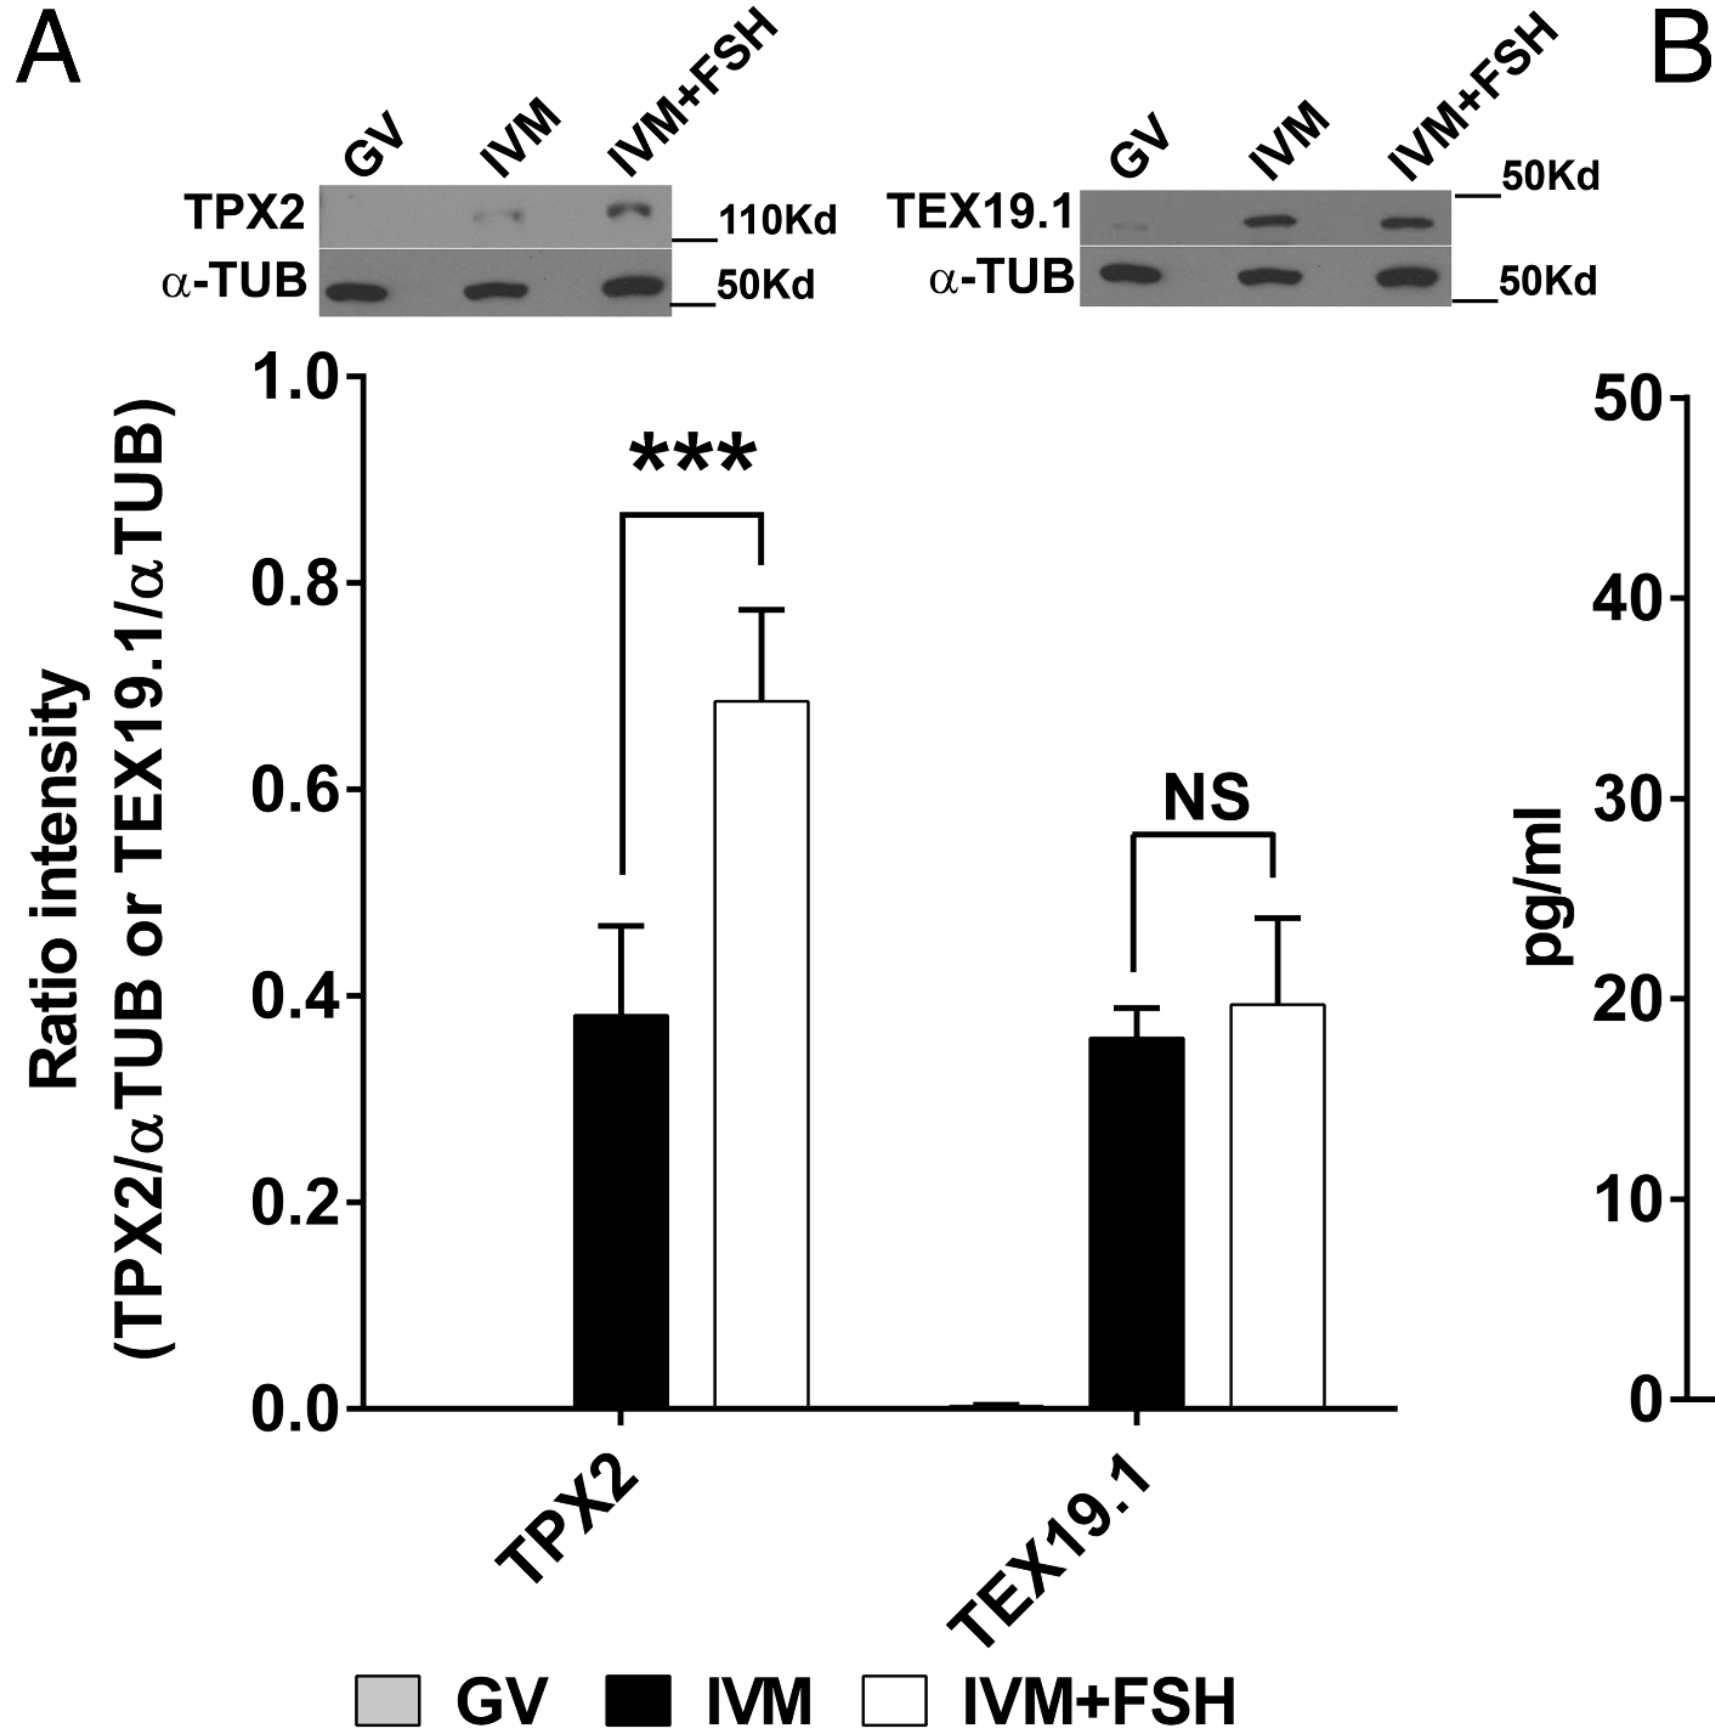 A
B
GV IVM IVM+FSH
TPX2
110Kd
α-TUB
50Kd
GV IVM IVM+FSH
50Kd
TEX19.1
α-TUB
50Kd
Ratio intensity
(TPX2/αTUB or TEX19.1/αTUB)
1.0
0.8
0.6
0.4
0.2
0.0
***
NS
TPX2
TEX19.1
pg/ml
50
40
30
20
10
0
GV IVM IVM+FSH